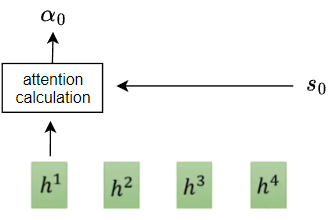 α₀
attention
calculation
s₀
h¹ h² h³ h⁴